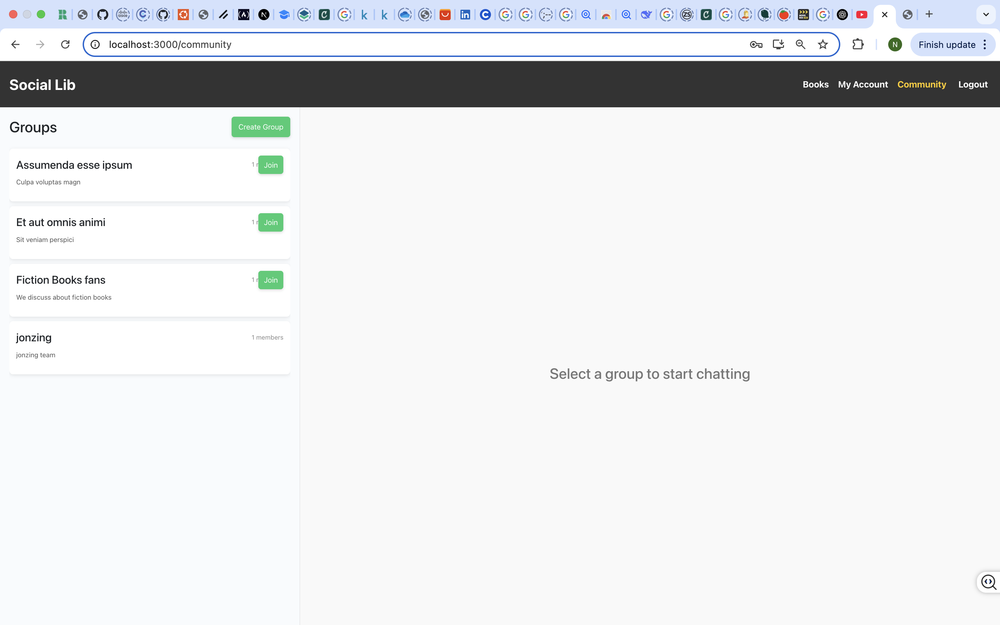 localhost:3000/community
N
Finish update
Social Lib
Books My Account Community Logout
Groups
Create Group
Assumenda esse ipsum
1 Join
Culpa voluptas magn
Et aut omnis animi
1 Join
Sit veniam perspici
Fiction Books fans
1 Join
We discuss about fiction books
jonzing
1 members
jonzing team
Select a group to start chatting